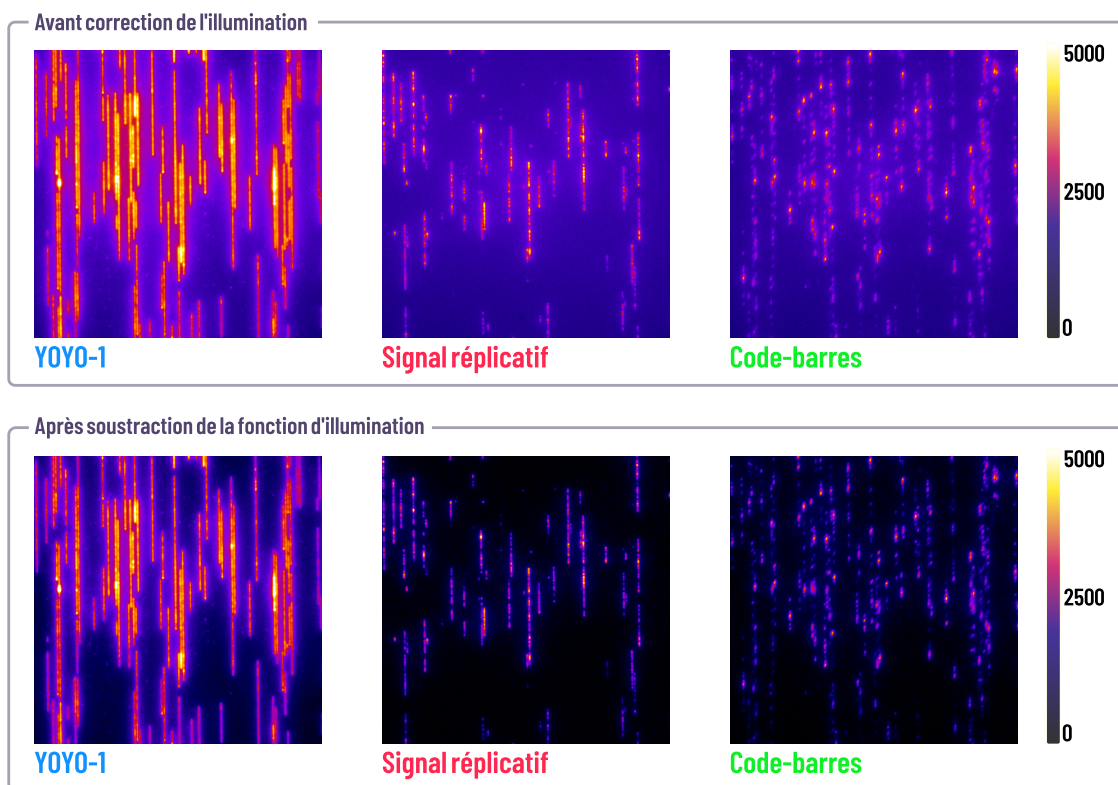 Avant correction de l'illumination
5000
2500
0
YOYO-1
Signal réplicatif
Code-barres
Après soustraction de la fonction d'illumination
5000
2500
0
YOYO-1
Signal réplicatif
Code-barres